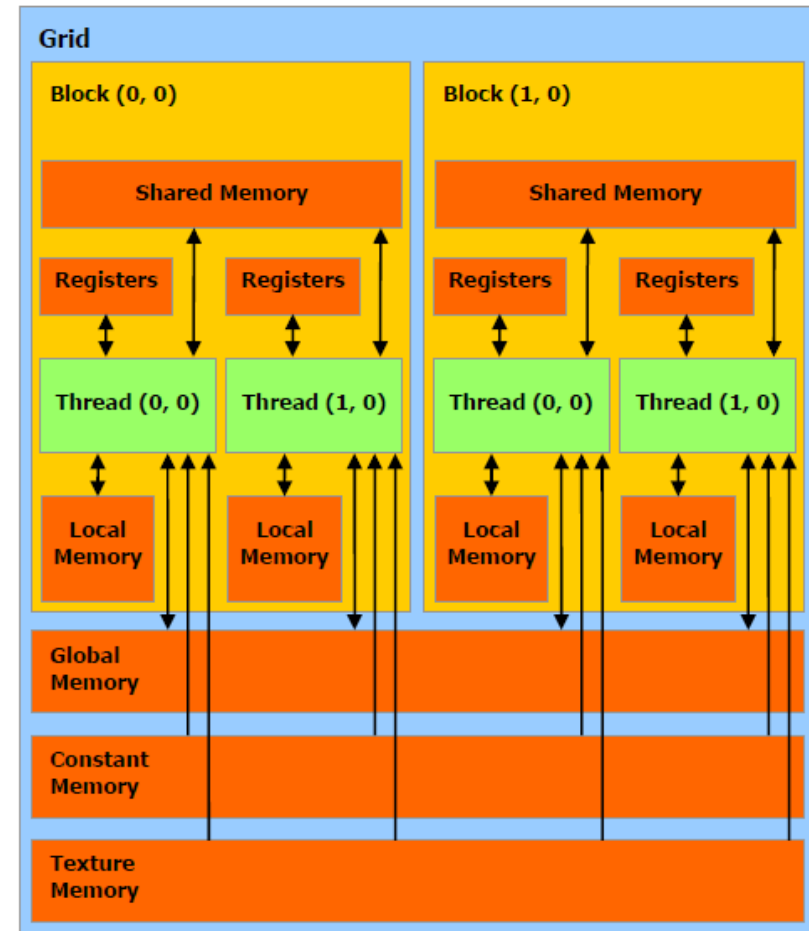 Grid
Block (0, 0)
Block (1, 0)
Shared Memory
Shared Memory
Registers
Registers
Registers
Registers
Thread (0, 0)
Thread (1, 0)
Thread (0, 0)
Thread (1, 0)
Local
Memory
Local
Memory
Local
Memory
Local
Memory
Global
Memory
Constant
Memory
Texture
Memory